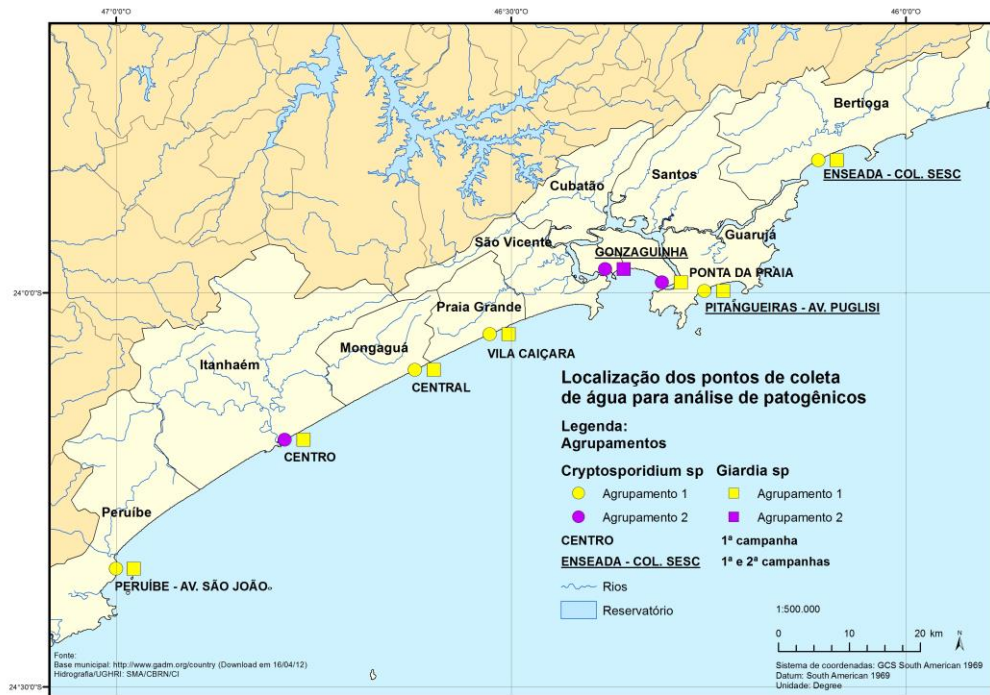 47°0'0"
46°30'0"
46°0'0"
Bertioga
ENSEADA - COL. SESC
Santos
Cubatão
Guarujá
São Vicente
GONZAGUINHA
PONTA DA PRAIA
24°0'0"S
PITANGUEIRAS - AV. PUGLISI
Praia Grande
VILA CAIÇARA
Mongaguá
Itanhaém
CENTRAL
CENTRO
Peruíbe
PERUÍBE - AV. SÃO JOÃO
Localização dos pontos de coleta
de água para análise de patogênicos
Legenda:
Agrupamentos
Cryptosporidium sp Giardia sp
Agrupamento 1 Agrupamento 1
Agrupamento 2 Agrupamento 2
CENTRO 1ª campanha
ENSEADA - COL. SESC 1ª e 2ª campanhas
Rios
Reservatório
1:500.000
0 5 10 20 km
N
Fonte:
Base municipal: http://www.gadm.org/country (Download em 16/04/12)
Hidrografia/UGHRI: SMA/CBRN/CI
Sistema de coordenadas: GCS South American 1969
Datum: South American 1969
Unidade: Degree
24°30'0"S